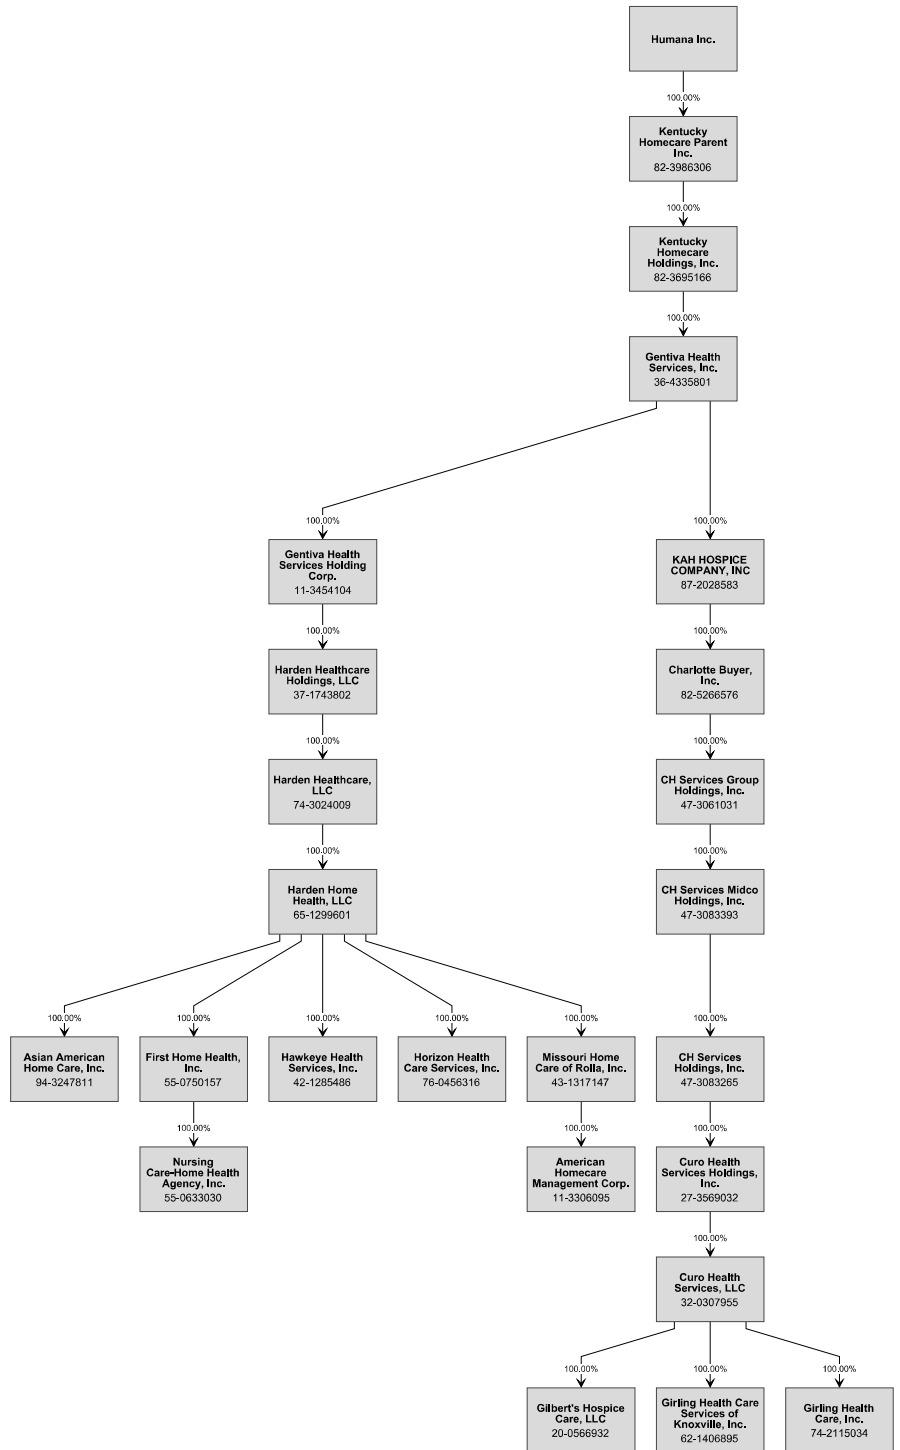 Humana Inc.
100.00%
Kentucky
Homecare Parent
Inc.
82-3986306
100.00%
Kentucky
Homecare
Holdings, Inc.
82-3695166
100.00%
Gentiva Health
Services, Inc.
36-4335801
100.00%
Gentiva Health
Services Holding
Corp.
11-3454104
100.00%
KAH HOSPICE
COMPANY, INC
87-2028583
100.00%
Harden Healthcare
Holdings, LLC
37-1743802
100.00%
Charlotte Buyer,
Inc.
82-5266576
100.00%
Harden Healthcare,
LLC
74-3024009
100.00%
CH Services Group
Holdings, Inc.
47-3061031
100.00%
Harden Home
Health, LLC
65-1299601
100.00%
CH Services Midco
Holdings, Inc.
47-3083393
100.00%
Asian American
Home Care, Inc.
94-3247811
100.00%
First Home Health,
Inc.
55-0750157
100.00%
Hawkeye Health
Services, Inc.
42-1285486
100.00%
Horizon Health
Care Services, Inc.
76-0456316
100.00%
Missouri Home
Care of Rolla, Inc.
43-1317147
100.00%
CH Services
Holdings, Inc.
47-3083265
100.00%
Nursing
Care-Home Health
Agency, Inc.
55-0633030
100.00%
American
Homecare
Management Corp.
11-3306095
100.00%
Curo Health
Services Holdings,
Inc.
27-3569032
100.00%
Curo Health
Services, LLC
32-0307955
100.00%
Gilbert's Hospice
Care, LLC
20-0566932
100.00%
Girling Health Care
Services of
Knoxville, Inc.
62-1406895
100.00%
Girling Health
Care, Inc.
74-2115034